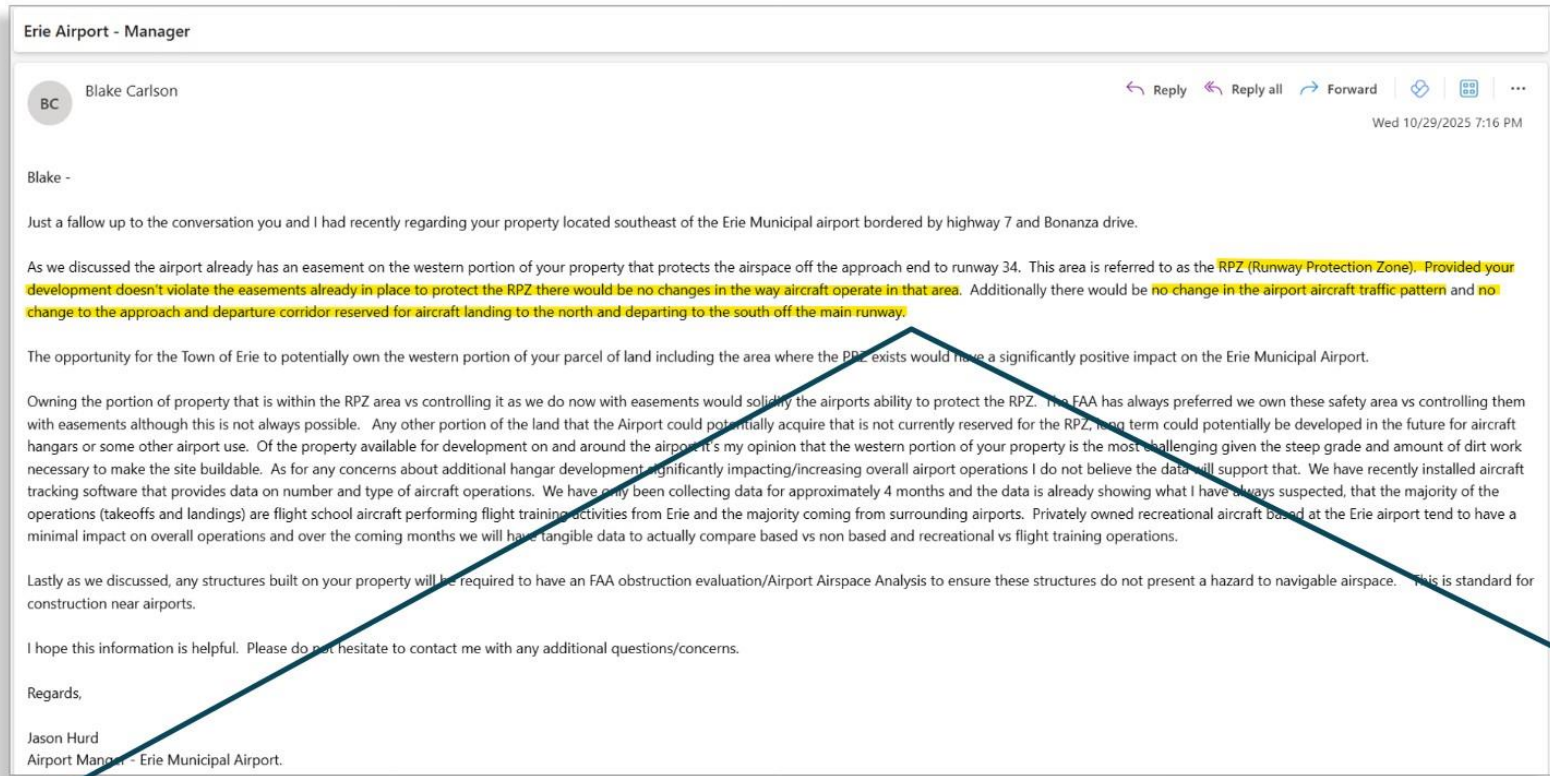 Erie Airport - Manager
BC
Blake Carlson
Reply Reply all Forward ...
Wed 10/29/2025 7:16 PM
Blake -
Just a fallow up to the conversation you and I had recently regarding your property located southeast of the Erie Municipal airport bordered by highway 7 and Bonanza drive.
As we discussed the airport already has an easement on the western portion of your property that protects the airspace off the approach end to runway 34. This area is referred to as the RPZ (Runway Protection Zone). Provided your
development doesn't violate the easements already in place to protect the RPZ there would be no changes in the way aircraft operate in that area. Additionally there would be no change in the airport aircraft traffic pattern and no
change to the approach and departure corridor reserved for aircraft landing to the north and departing to the south off the main runway.
The opportunity for the Town of Erie to potentially own the western portion of your parcel of land including the area where the RPZ exists would have a significantly positive impact on the Erie Municipal Airport.
Owning the portion of property that is within the RPZ area vs controlling it as we do now with easements would solidify the airports ability to protect the RPZ. The FAA has always preferred we own these safety area vs controlling them
with easements although this is not always possible. Any other portion of the land that the Airport could potentially acquire that is not currently reserved for the RPZ, long term could potentially be developed in the future for aircraft
hangars or some other airport use. Of the property available for development on and around the airport it's my opinion that the western portion of your property is the most challenging given the steep grade and amount of dirt work
necessary to make the site buildable. As for any concerns about additional hangar development significantly impacting/increasing overall airport operations I do not believe the data will support that. We have recently installed aircraft
tracking software that provides data on number and type of aircraft operations. We have only been collecting data for approximately 4 months and the data is already showing what I have always suspected, that the majority of the
operations (takeoffs and landings) are flight school aircraft performing flight training activities from Erie and the majority coming from surrounding airports. Privately owned recreational aircraft based at the Erie airport tend to have a
minimal impact on overall operations and over the coming months we will have tangible data to actually compare based vs non based and recreational vs flight training operations.
Lastly as we discussed, any structures built on your property will be required to have an FAA obstruction evaluation/Airport Airspace Analysis to ensure these structures do not present a hazard to navigable airspace. This is standard for
construction near airports.
I hope this information is helpful. Please do not hesitate to contact me with any additional questions/concerns.
Regards,
Jason Hurd
Airport Manger - Erie Municipal Airport.